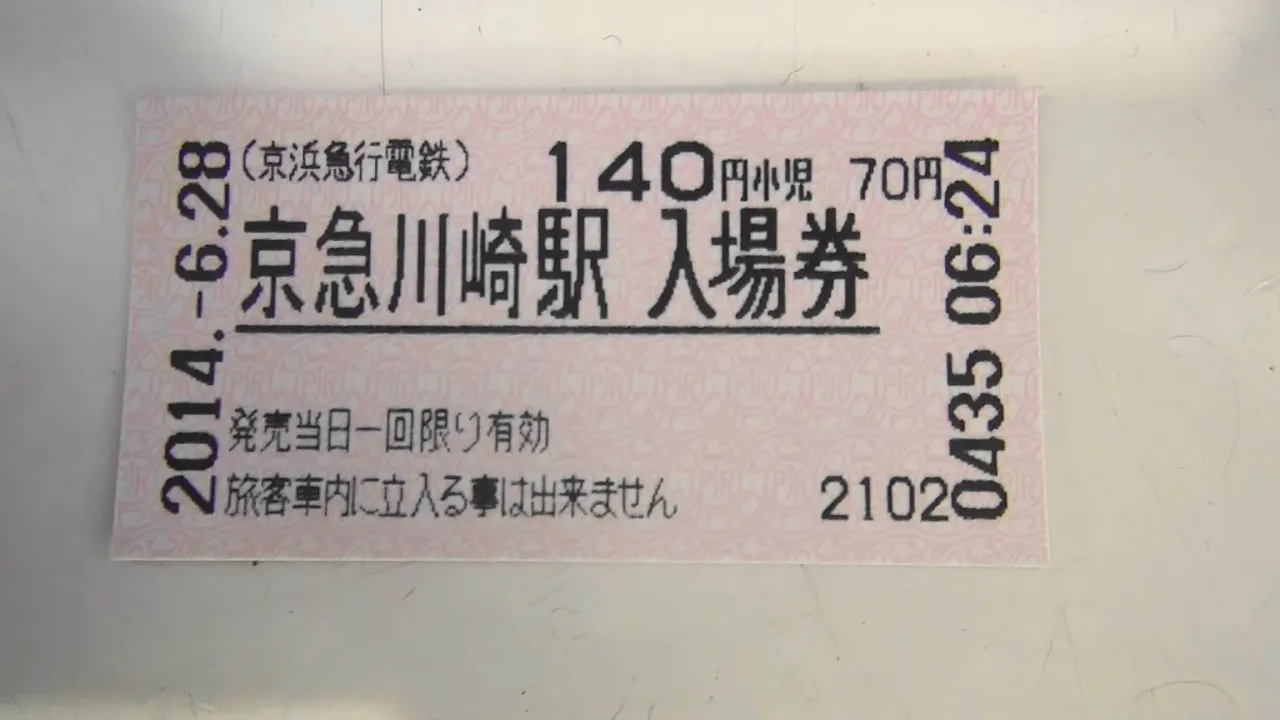 2014.-6.28
(京浜急行電鉄) 140円小児 70円
京急川崎駅 入場券
発売当日一回限り有効
旅客車内に立入る事は出来ません 2102
0435 06:24